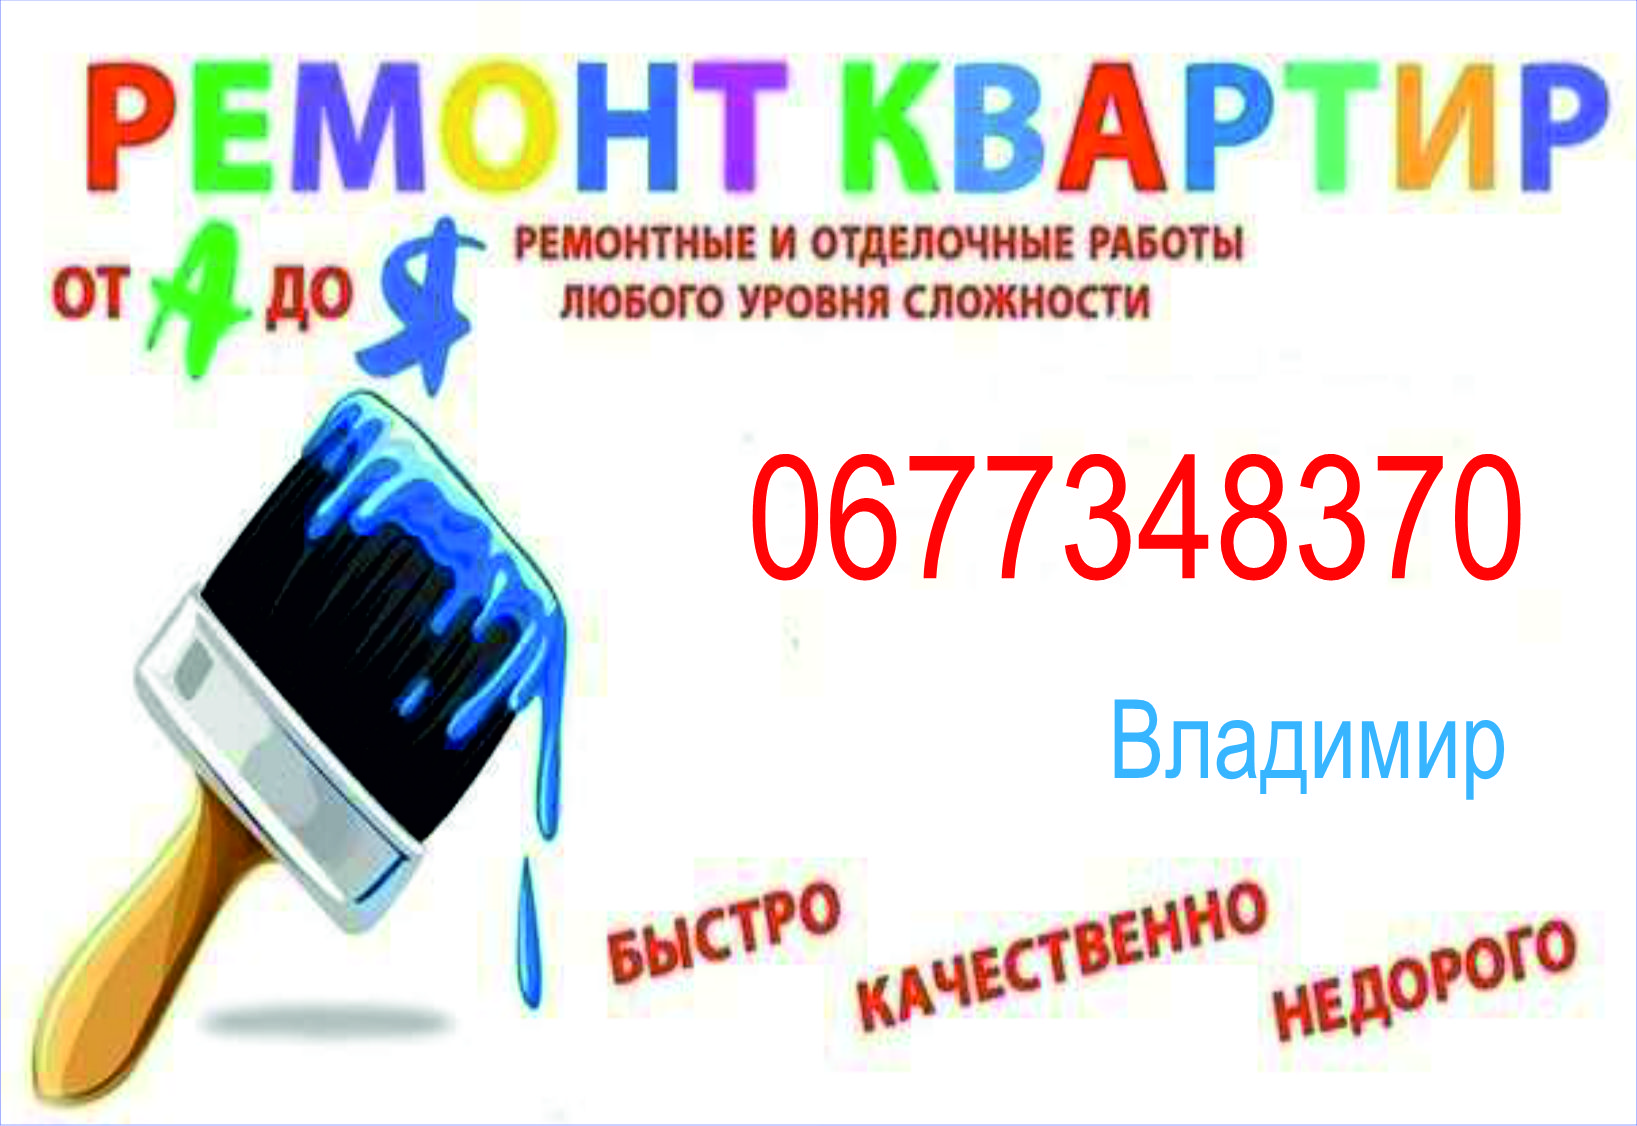 РЕМОНТ КВАРТИР
ОТ А ДО Я
РЕМОНТНЫЕ И ОТДЕЛОЧНЫЕ РАБОТЫ
ЛЮБОГО УРОВНЯ СЛОЖНОСТИ
0677348370
Владимир
БЫСТРО
КАЧЕСТВЕННО
НЕДОРОГО